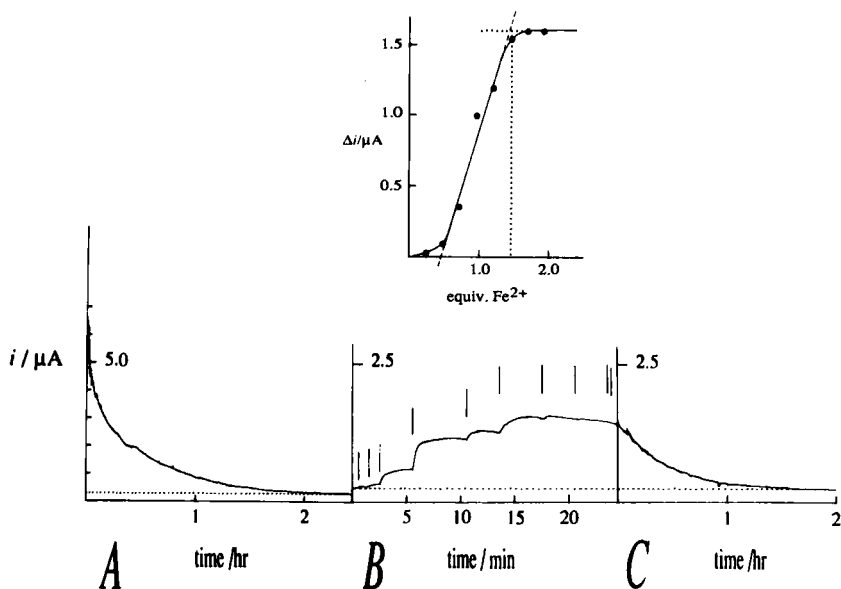 1.5
1.0
Δi/μA
0.5
1.0 2.0
equiv. Fe2+
i / μA
5.0
2.5
2.5
1 2
5 10 15 20
1 2
A time /hr
B time / min
C time / hr